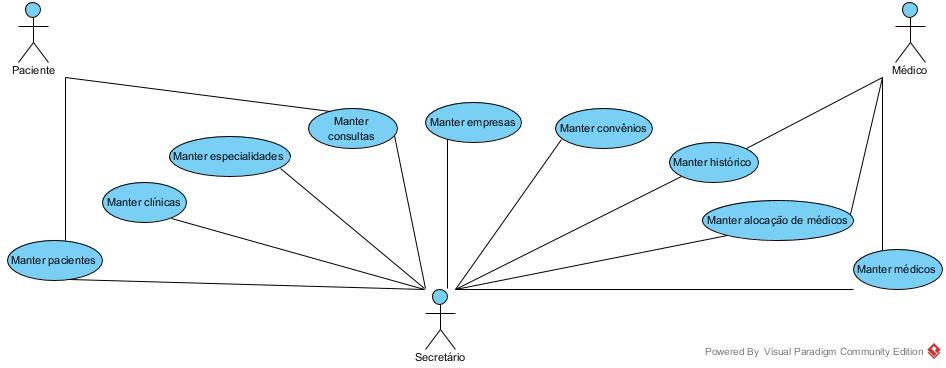 Paciente
Médico
Manter
consultas
Manter empresas
Manter convênios
Manter especialidades
Manter histórico
Manter clínicas
Manter alocação de médicos
Manter pacientes
Manter médicos
Secretário
Powered By Visual Paradigm Community Edition